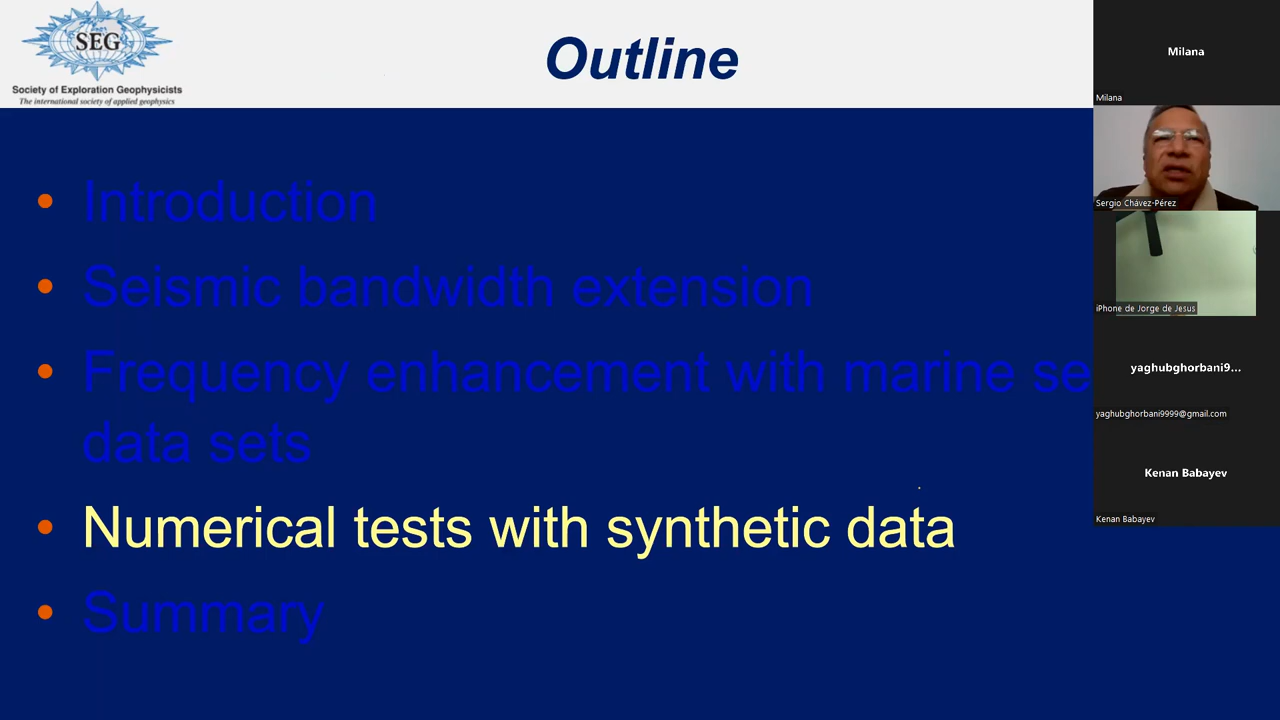 SEG
Society of Exploration Geophysicists
The international society of applied geophysics
Outline
• Introduction
• Seismic bandwidth extension
• Frequency enhancement with marine se
data sets
• Numerical tests with synthetic data
• Summary
Milana
Milana
Sergio Chávez-Pérez
iPhone de Jorge de Jesus
yaghubghorbani9...
yaghubghorbani9999@gmail.com
Kenan Babayev
Kenan Babayev